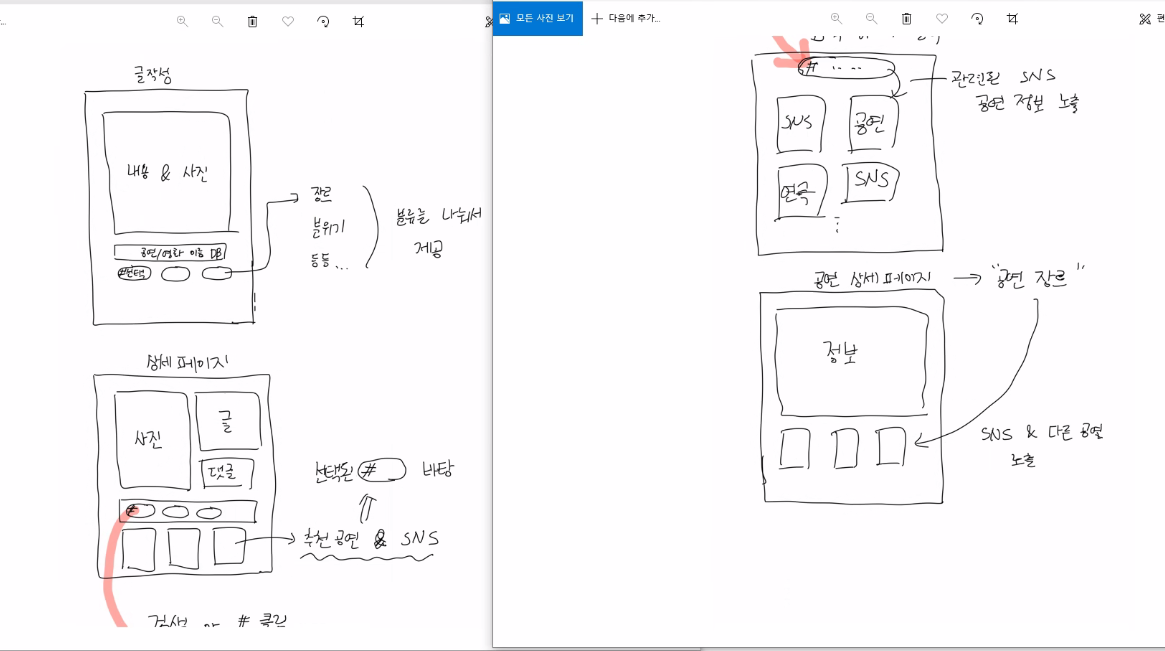 모든 사진 보기
다음에 추가...
글작성
내용 & 사진
공연/영화 이름 DB
#선택
장르
분위기
등등...
분류를 나눠서
제공
상세 페이지
사진
글
댓글
#
선택된 # 바탕
추천 공연 & SNS
# 클릭
# ....
관련된 SNS
공연 정보 노출
SNS
공연
연극
SNS
공연 상세 페이지 → "공연 장르"
정보
SNS & 다른 공연
노출